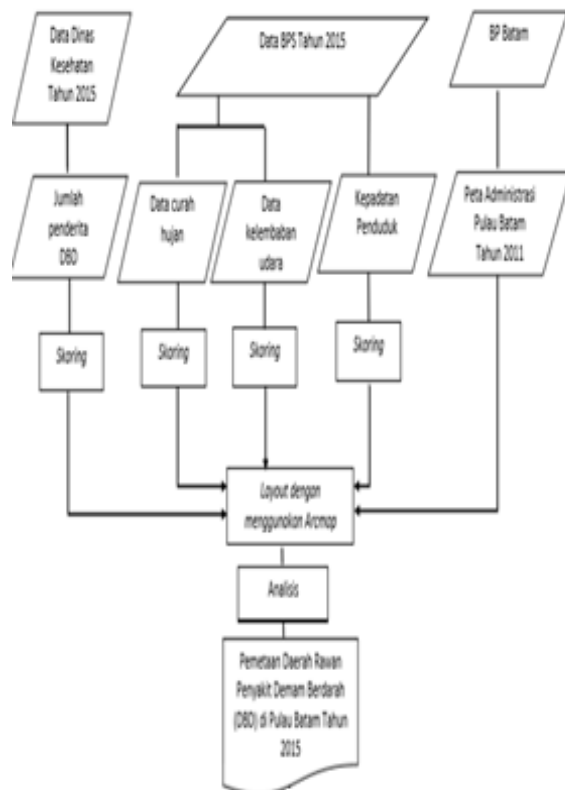 Data Dinas
Kesehatan
Tahun 2015
Data BPS Tahun 2015
BP Batam
Jumlah
penderita
DBD
Data curah
hujan
Data
kelembaban
udara
Kepadatan
Penduduk
Peta Administrasi
Pulau Batam
Tahun 2011
Skoring
Skoring
Skoring
Skoring
Layout dengan
menggunakan Arcmap
Analisis
Pemetaan Daerah Rawan
Penyakit Demam Berdarah
(DBD) di Pulau Batam Tahun
2015